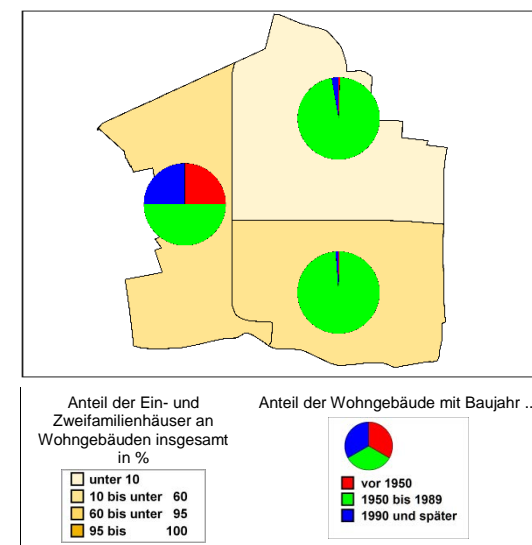 Anteil der Ein- und
Zweifamilienhäuser an
Wohngebäuden insgesamt
in %
unter 10
10 bis unter 60
60 bis unter 95
95 bis 100
Anteil der Wohngebäude mit Baujahr ..
vor 1950
1950 bis 1989
1990 und später